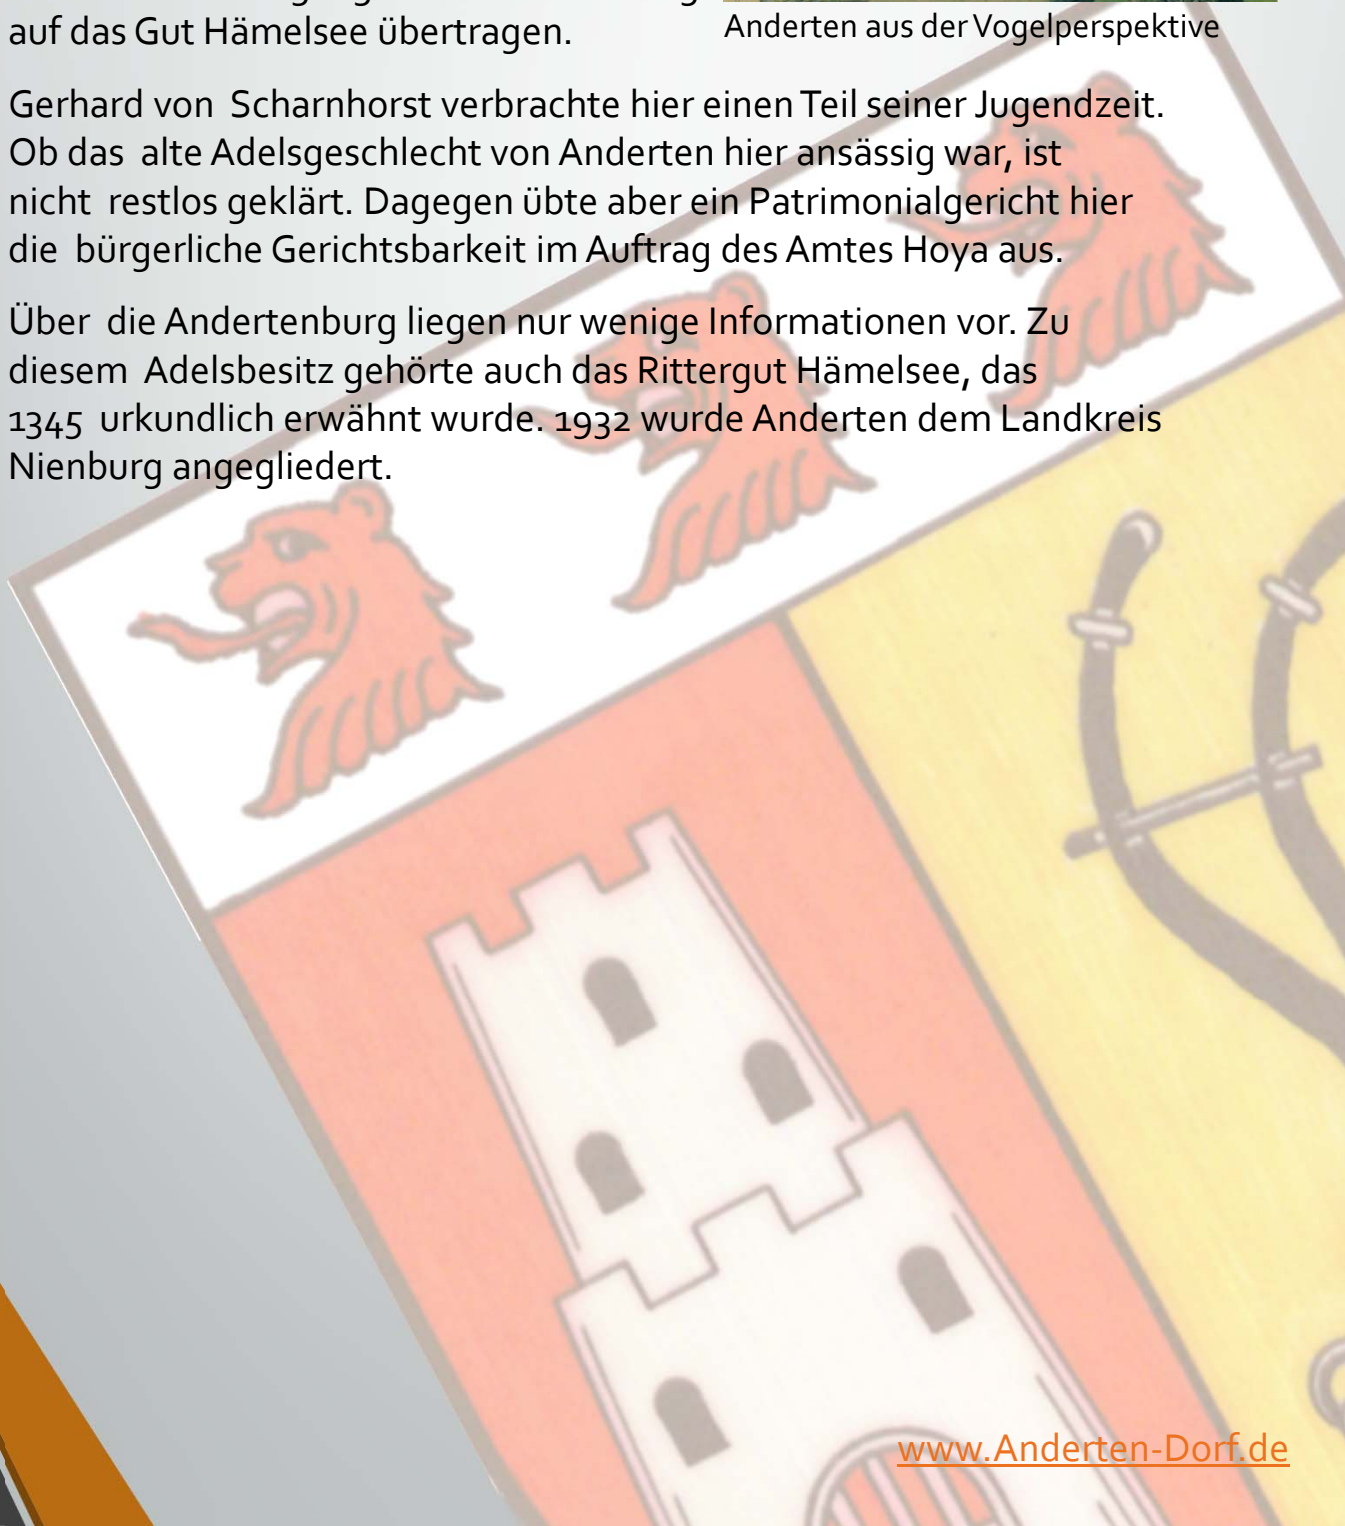 auf das Gut Hämelsee übertragen.
Anderten aus der Vogelperspektive
Gerhard von Scharnhorst verbrachte hier einen Teil seiner Jugendzeit.
Ob das alte Adelsgeschlecht von Anderten hier ansässig war, ist
nicht restlos geklärt. Dagegen übte aber ein Patrimonialgericht hier
die bürgerliche Gerichtsbarkeit im Auftrag des Amtes Hoya aus.
Über die Andertenburg liegen nur wenige Informationen vor. Zu
diesem Adelsbesitz gehörte auch das Rittergut Hämelsee, das
1345 urkundlich erwähnt wurde. 1932 wurde Anderten dem Landkreis
Nienburg angegliedert.
www.Anderten-Dorf.de